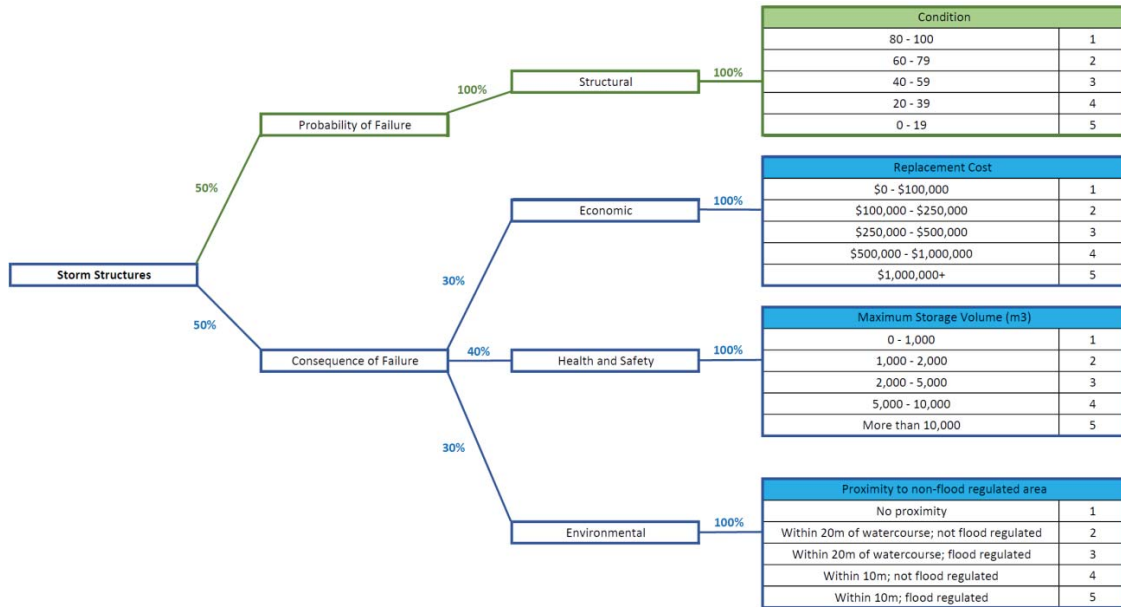 Condition
80 - 100 1
60 - 79 2
40 - 59 3
20 - 39 4
0 - 19 5
100%
Structural
100%
Probability of Failure
50%
Replacement Cost
$0 - $100,000 1
$100,000 - $250,000 2
$250,000 - $500,000 3
$500,000 - $1,000,000 4
$1,000,000+ 5
100%
Economic
30%
Storm Structures
50%
Maximum Storage Volume (m3)
0 - 1,000 1
1,000 - 2,000 2
2,000 - 5,000 3
5,000 - 10,000 4
More than 10,000 5
Consequence of Failure
40%
Health and Safety
100%
30%
Proximity to non-flood regulated area
No proximity 1
Within 20m of watercourse; not flood regulated 2
Within 20m of watercourse; flood regulated 3
Within 10m; not flood regulated 4
Within 10m; flood regulated 5
Environmental
100%